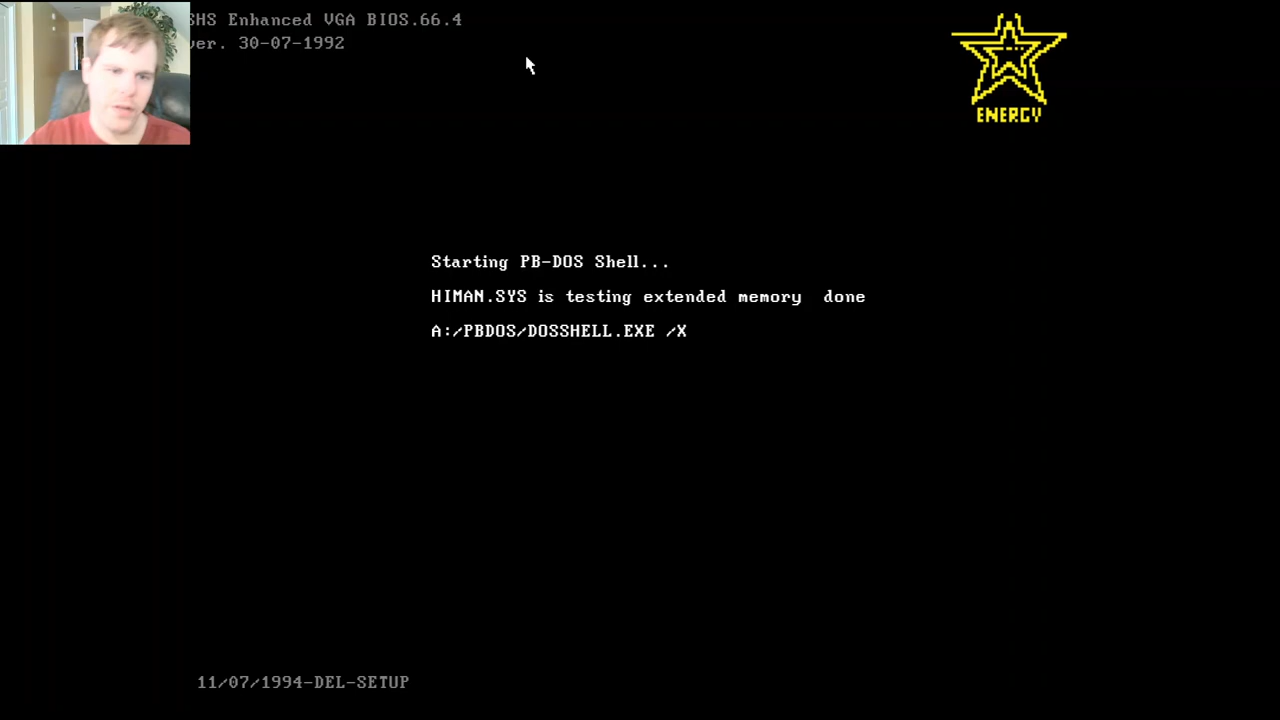 SHS Enhanced VGA BIOS.66.4
ver. 30-07-1992
ENERGY
Starting PB-DOS Shell...
HIMAN.SYS is testing extended memory  done
A:/PBDOS/DOSSHELL.EXE /X
11/07/1994-DEL-SETUP